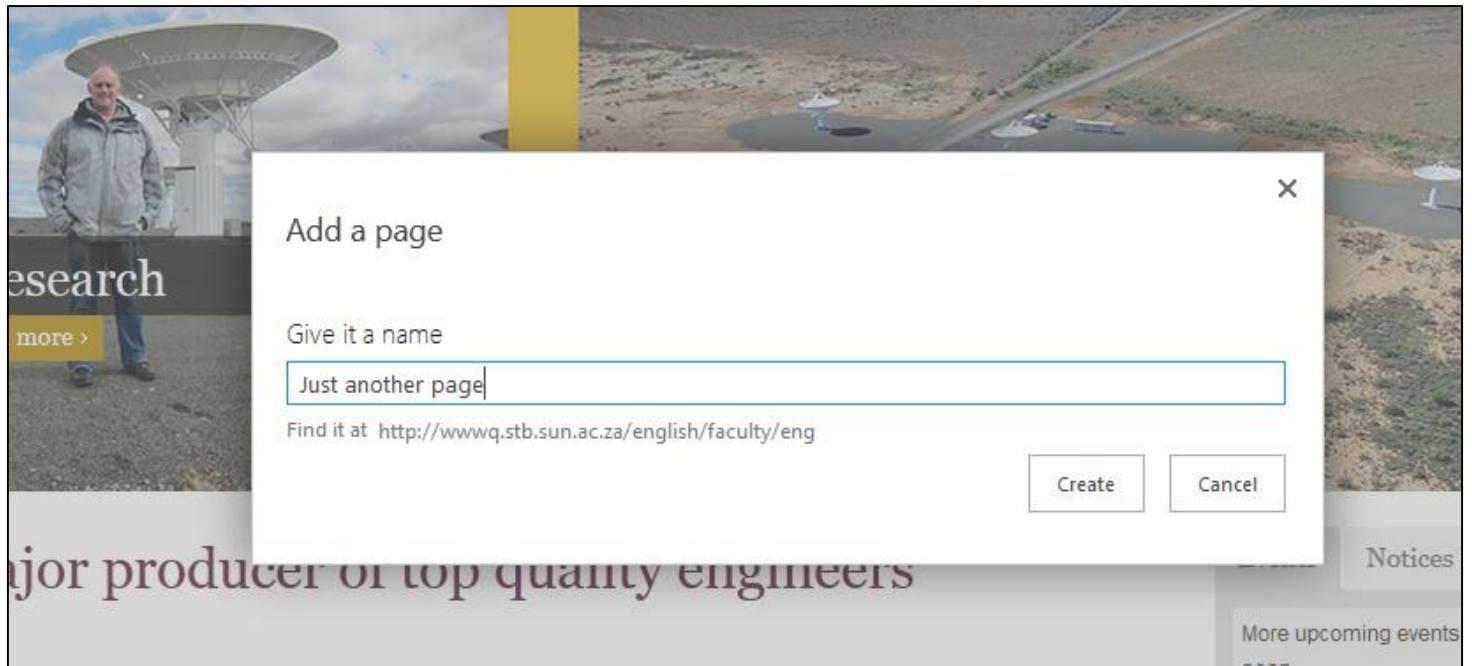 Add a page
esearch
more >
Give it a name
Just another page
Find it at http://wwwq.stb.sun.ac.za/english/faculty/eng
Create
Cancel
ajor producer of top quality engineers
Notices
More upcoming events